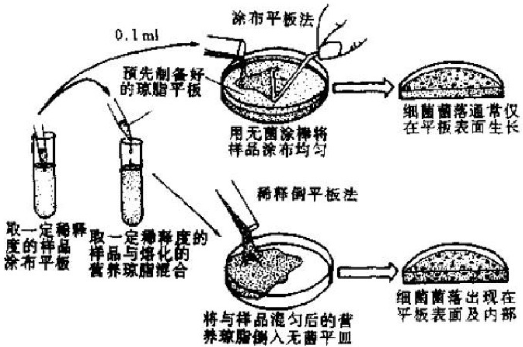 0.1ml
涂布平板法
预先制备好
的琼脂平板
用无菌涂棒将
样品涂布均匀
细菌菌落通常仅
在平板表面生长
取一定稀释
度的样品
涂布平板
取一定稀释度的
样品与熔化的
营养琼脂混合
稀释倒平板法
将与样品混匀后的营
养琼脂倒入无菌平皿
细菌菌落出现在
平板表面及内部